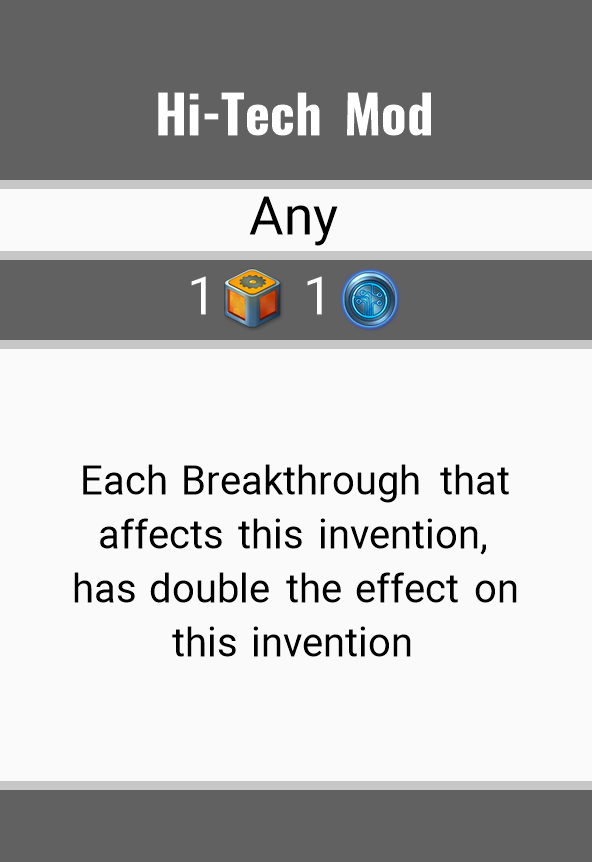 Hi-Tech Mod
Any
1 1
Each Breakthrough that
affects this invention,
has double the effect on
this invention